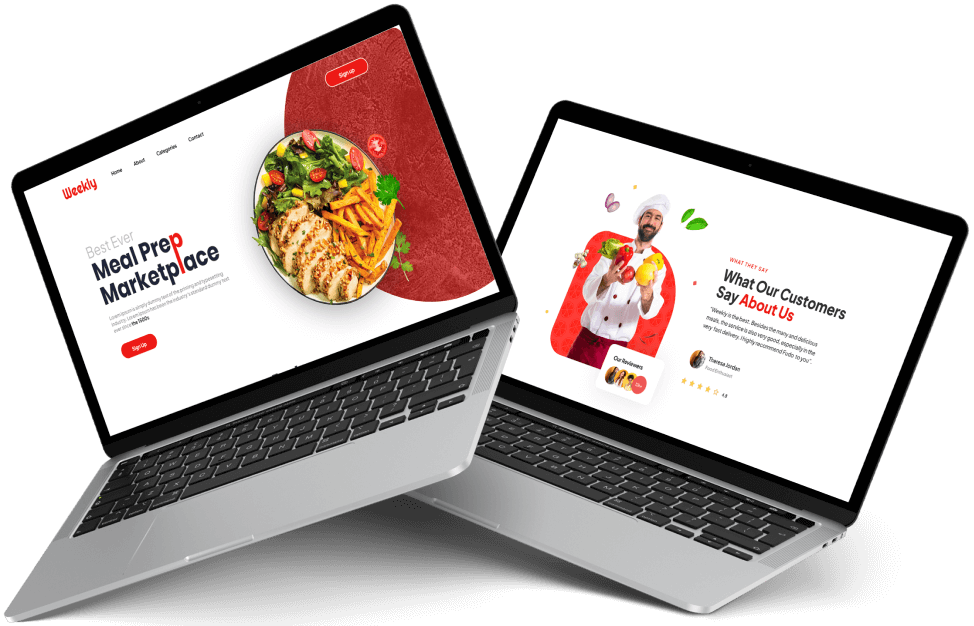 Sign up
Weekly
Home
About
Categories
Contact
Best Ever
Meal Prep
Marketplace
Lorem Ipsum is simply dummy text of the printing and typesetting
industry. Lorem Ipsum has been the industry's standard dummy text
ever since the 1500s.
Sign Up
WHAT THEY SAY
What Our Customers
Say About Us
"Weekly is the best. Besides the many and delicious
meals, the service is also very good, especially in the
very fast delivery. I highly recommend Fudo to you".
Theresa Jordan
Food Enthusiast
4.8
Our Reviewers